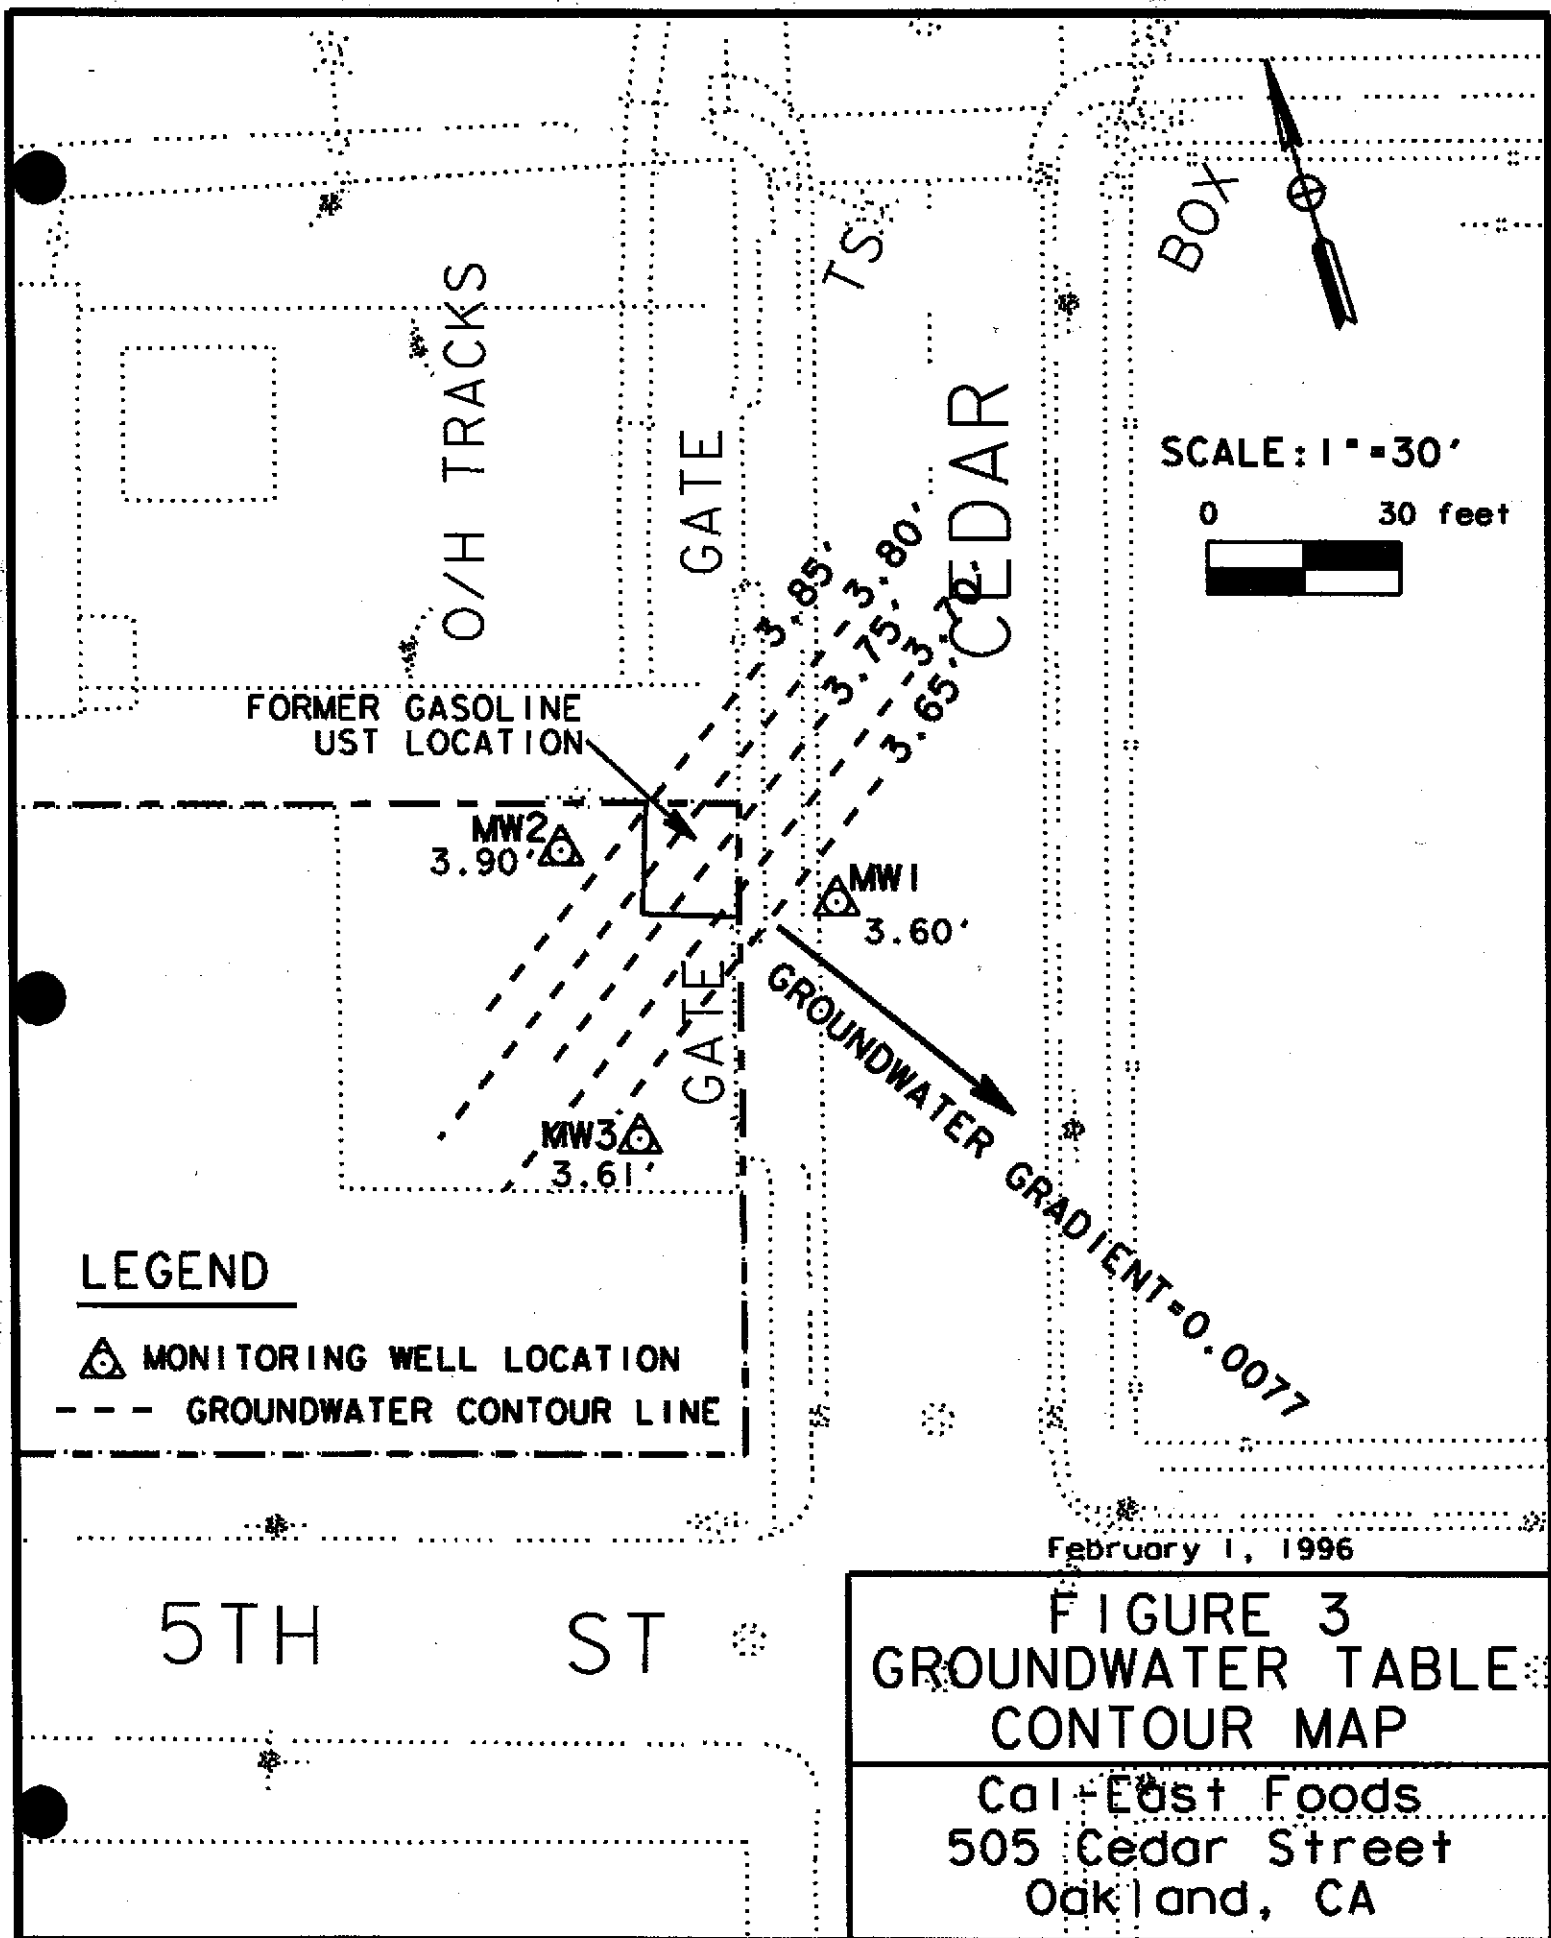 BOX
TS
O/H TRACKS
GATE
CEDAR
SCALE: 1"=30'
0 30 feet
3.85'
3.80'
3.75'
3.70'
3.65'
FORMER GASOLINE
UST LOCATION
MW2
3.90'
MW1
3.60'
GATE
MW3
3.61'
GROUNDWATER GRADIENT=0.0077
LEGEND
MONITORING WELL LOCATION
GROUNDWATER CONTOUR LINE
5TH ST
February 1, 1996
FIGURE 3
GROUNDWATER TABLE
CONTOUR MAP
Cal-East Foods
505 Cedar Street
Oakland, CA